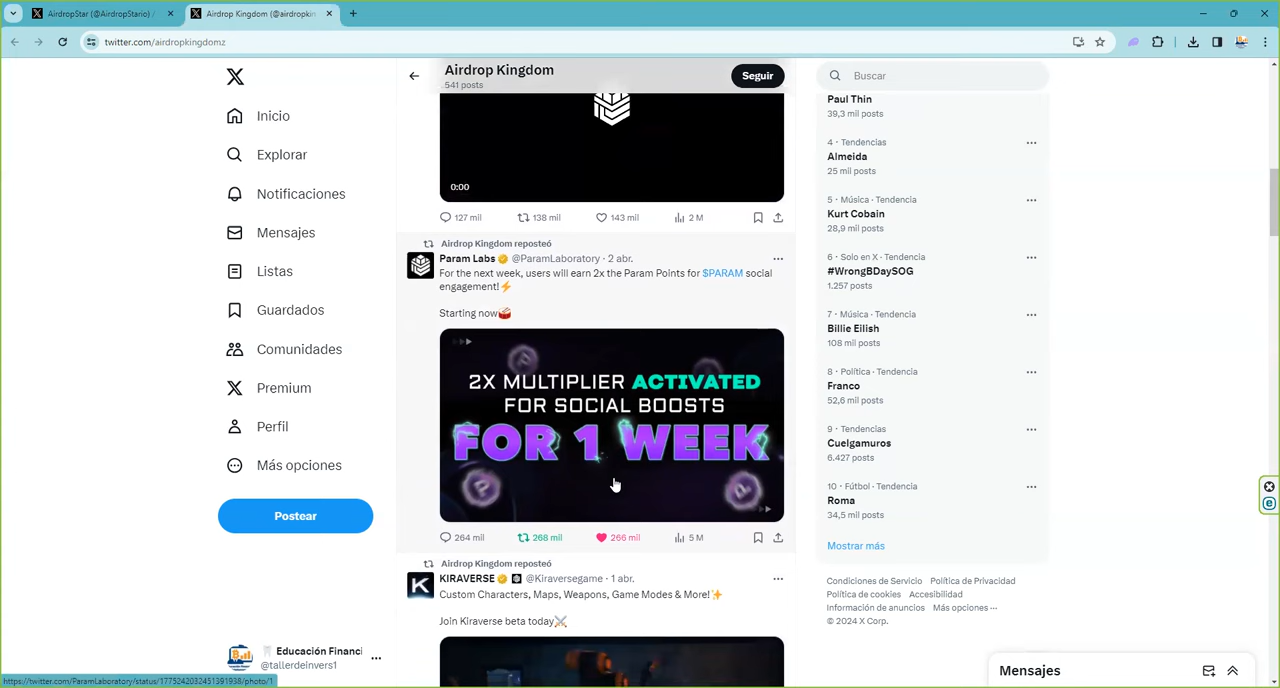 AirdropStar (@AirdropStario) /
Airdrop Kingdom (@airdropkin
twitter.com/airdropkingdomz
Airdrop Kingdom
541 posts
Seguir
Buscar
Inicio
Explorar
Notificaciones
Mensajes
Listas
Guardados
Comunidades
Premium
Perfil
Más opciones
Postear
Educación Financi
@tallerdeinvers1
0:00
127 mil 138 mil 143 mil 2 M
Airdrop Kingdom reposteó
Param Labs @ParamLaboratory · 2 abr.
For the next week, users will earn 2x the Param Points for $PARAM social
engagement!⚡
Starting now🥁
2X MULTIPLIER ACTIVATED
FOR SOCIAL BOOSTS
FOR 1 WEEK
264 mil 268 mil 266 mil 5 M
Airdrop Kingdom reposteó
KIRAVERSE @Kiraversegame · 1 abr.
Custom Characters, Maps, Weapons, Game Modes & More!✨
Join Kiraverse beta today⚔️
Paul Thin
39,3 mil posts
4 · Tendencias
Almeida
25 mil posts
5 · Música · Tendencia
Kurt Cobain
28,9 mil posts
6 · Solo en X · Tendencia
#WrongBDaySOG
1.257 posts
7 · Música · Tendencia
Billie Eilish
108 mil posts
8 · Política · Tendencia
Franco
52,6 mil posts
9 · Tendencias
Cuelgamuros
6.427 posts
10 · Fútbol · Tendencia
Roma
34,5 mil posts
Mostrar más
Condiciones de Servicio Política de Privacidad
Política de cookies Accesibilidad
Información de anuncios Más opciones ···
© 2024 X Corp.
Mensajes
https://twitter.com/ParamLaboratory/status/1775242032451391938/photo/1